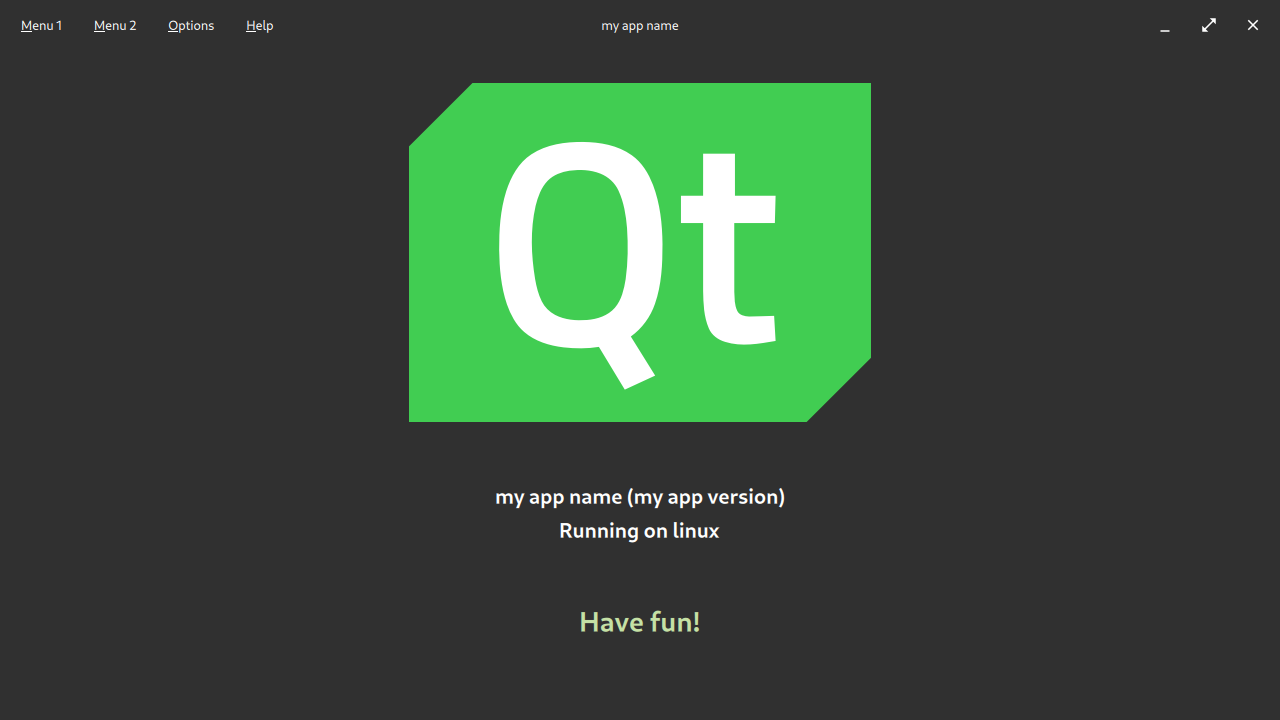 Menu 1 Menu 2 Options Help my app name
Qt
my app name (my app version)
Running on linux
Have fun!